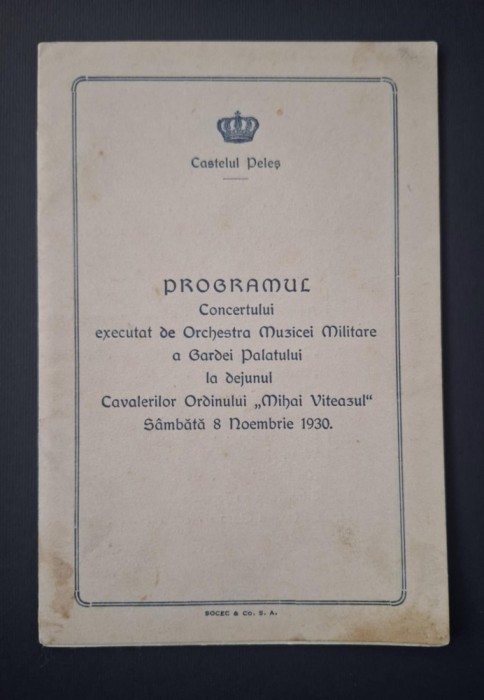 Castelul Peleș
PROGRAMUL
Concertului
executat de Orchestra Muzicei Militare
a Gardei Palatului
la dejunul
Cavalerilor Ordinului „Mihai Viteazul"
Sâmbătă 8 Noembrie 1930.
SOCEC & Co. S. A.